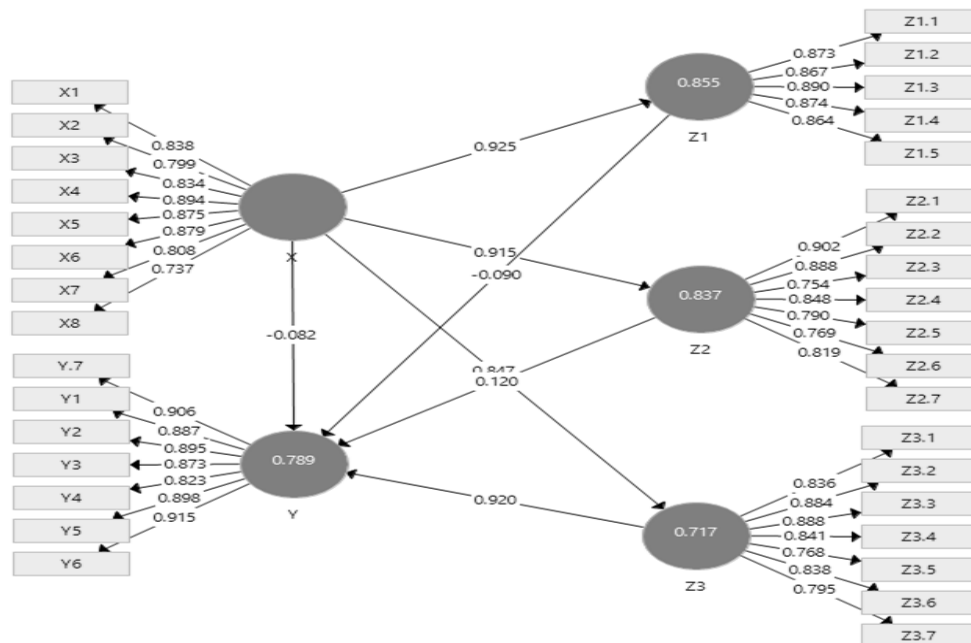 X1
X2
X3
X4
X5
X6
X7
X8
0.838
0.799
0.834
0.894
0.875
0.879
0.808
0.737
X
0.925
0.915
-0.090
-0.082
0.847
0.120
0.920
Y.7
Y1
Y2
Y3
Y4
Y5
Y6
0.906
0.887
0.895
0.873
0.823
0.898
0.915
0.789
Y
0.855
Z1
0.873
0.867
0.890
0.874
0.864
Z1.1
Z1.2
Z1.3
Z1.4
Z1.5
0.837
Z2
0.902
0.888
0.754
0.848
0.790
0.769
0.819
Z2.1
Z2.2
Z2.3
Z2.4
Z2.5
Z2.6
Z2.7
0.717
Z3
0.836
0.884
0.888
0.841
0.768
0.838
0.795
Z3.1
Z3.2
Z3.3
Z3.4
Z3.5
Z3.6
Z3.7